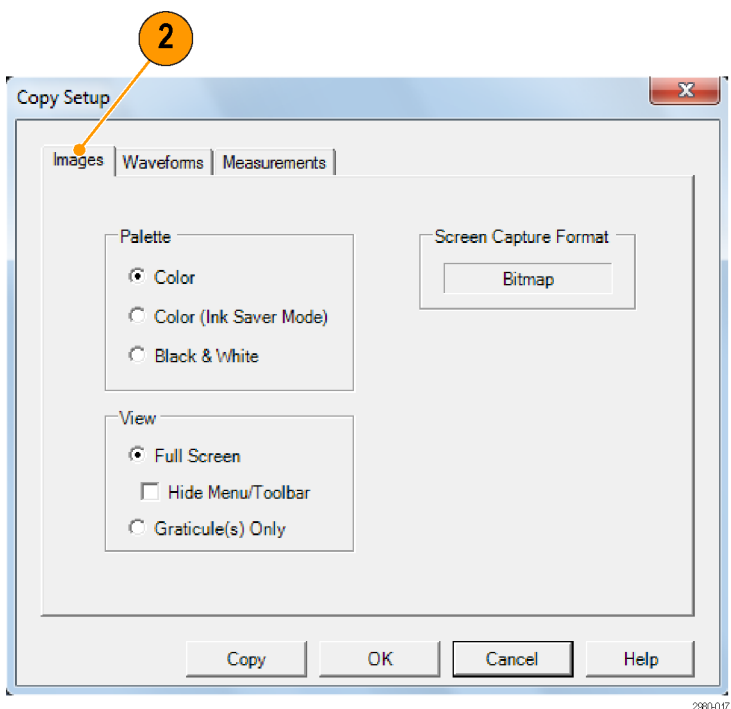 2
Copy Setup
Images Waveforms Measurements
Palette
Color
Color (Ink Saver Mode)
Black & White
View
Full Screen
Hide Menu/Toolbar
Graticule(s) Only
Screen Capture Format
Bitmap
Copy OK Cancel Help
2980-017